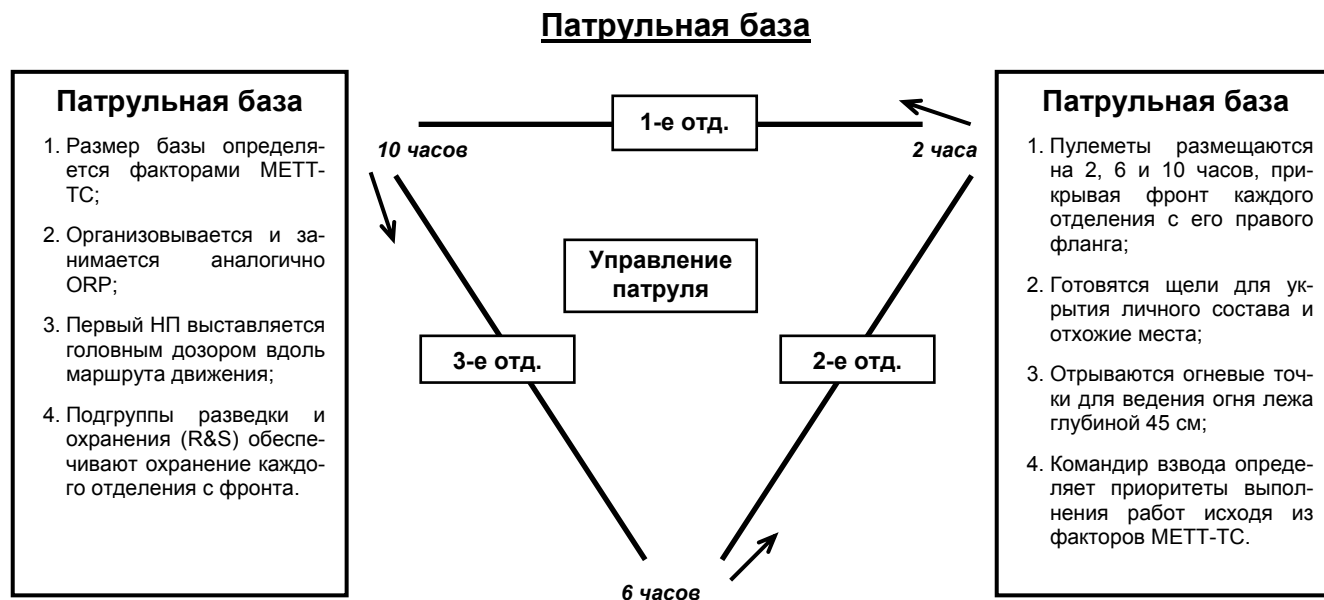 Патрульная база
Патрульная база
1. Размер базы определя-
ется факторами METT-
TC;
2. Организовывается и за-
нимается аналогично
ORP;
3. Первый НП выставляется
головным дозором вдоль
маршрута движения;
4. Подгруппы разведки и
охранения (R&S) обеспе-
чивают охранение каждо-
го отделения с фронта.
1-е отд.
10 часов
2 часа
Управление
патруля
3-е отд.
2-е отд.
6 часов
Патрульная база
1. Пулеметы размещаются
на 2, 6 и 10 часов, при-
крывая фронт каждого
отделения с его правого
фланга;
2. Готовятся щели для ук-
рытия личного состава и
отхожие места;
3. Отрываются огневые точ-
ки для ведения огня лежа
глубиной 45 см;
4. Командир взвода опреде-
ляет приоритеты выпол-
нения работ исходя из
факторов METT-TC.